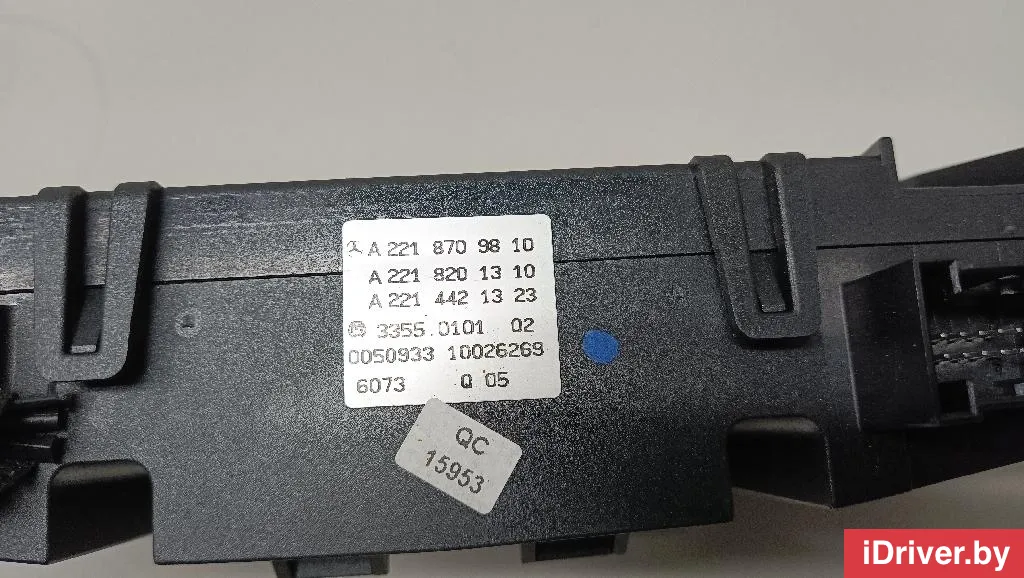 A 221 870 98 10
A 221 820 13 10
A 221 442 13 23
3355.0101 02
0050933 10026269
6073 Q 05
QC
15953
iDriver.by